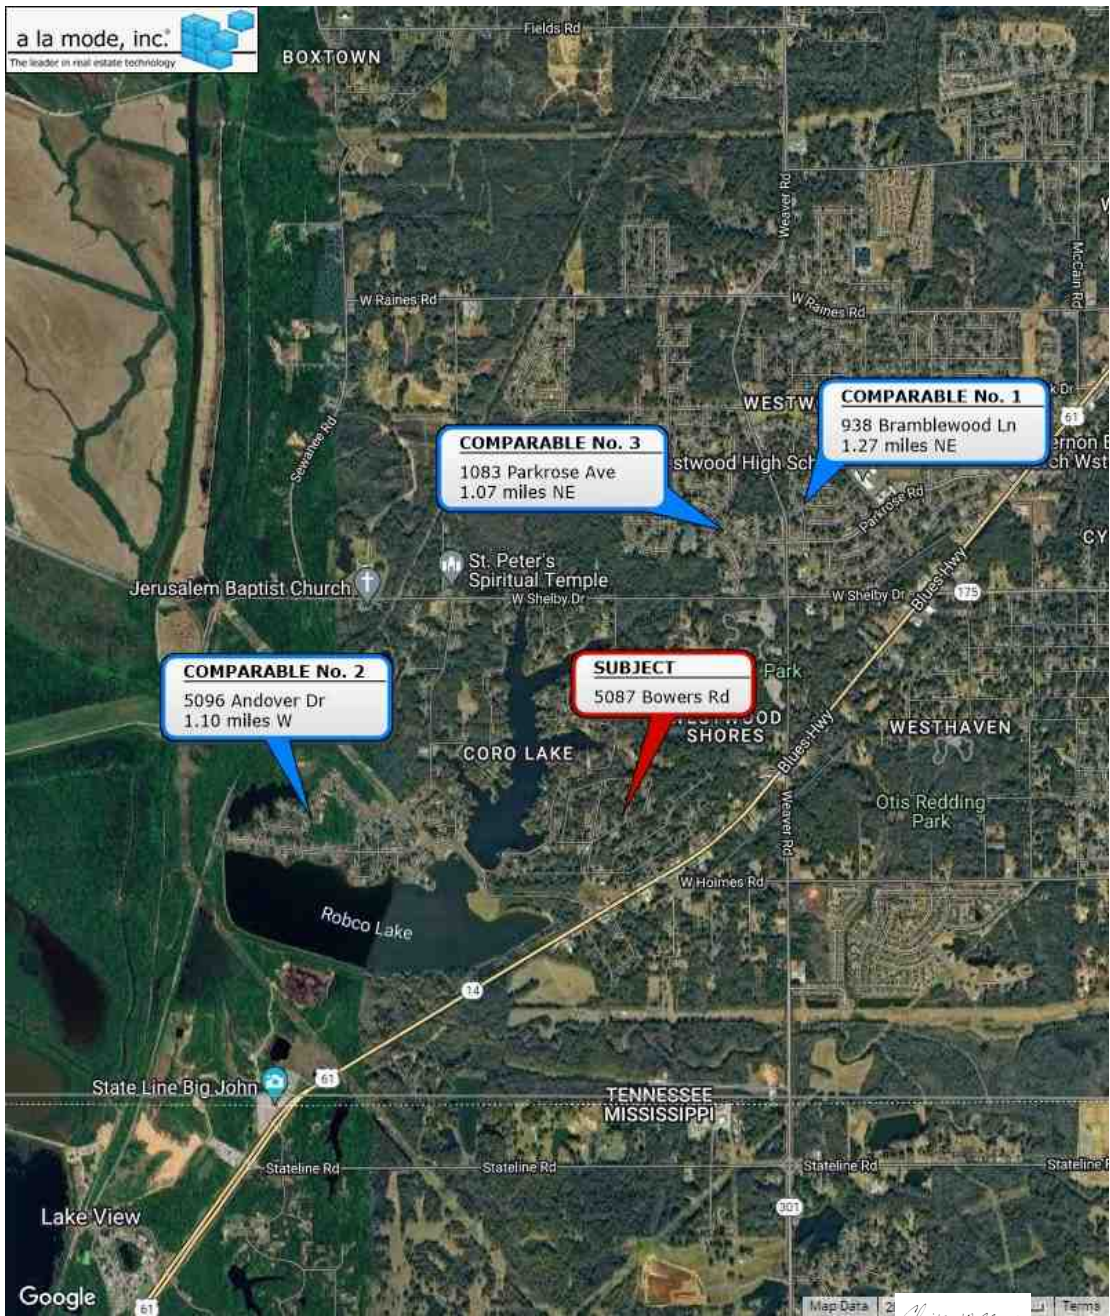 a la mode, inc.
The leader in real estate technology
BOXTOWN
Fields Rd
Weaver Rd
McCain Rd
W Raines Rd
W Raines Rd
Sewanee Rd
61
COMPARABLE No. 1
938 Bramblewood Ln
1.27 miles NE
COMPARABLE No. 3
1083 Parkrose Ave
1.07 miles NE
Parkrose Rd
St. Peter's
Spiritual Temple
Jerusalem Baptist Church
W Shelby Dr
W Shelby Dr
175
Blues Hwy
COMPARABLE No. 2
5096 Andover Dr
1.10 miles W
SUBJECT
5087 Bowers Rd
Park
SHORES
CORO LAKE
WESTHAVEN
Blues Hwy
Otis Redding
Park
Weaver Rd
W Holmes Rd
Robco Lake
14
State Line Big John
61
TENNESSEE
MISSISSIPPI
Stateline Rd
Stateline Rd
Stateline Rd
301
Lake View
Google
61
Map Data
Terms